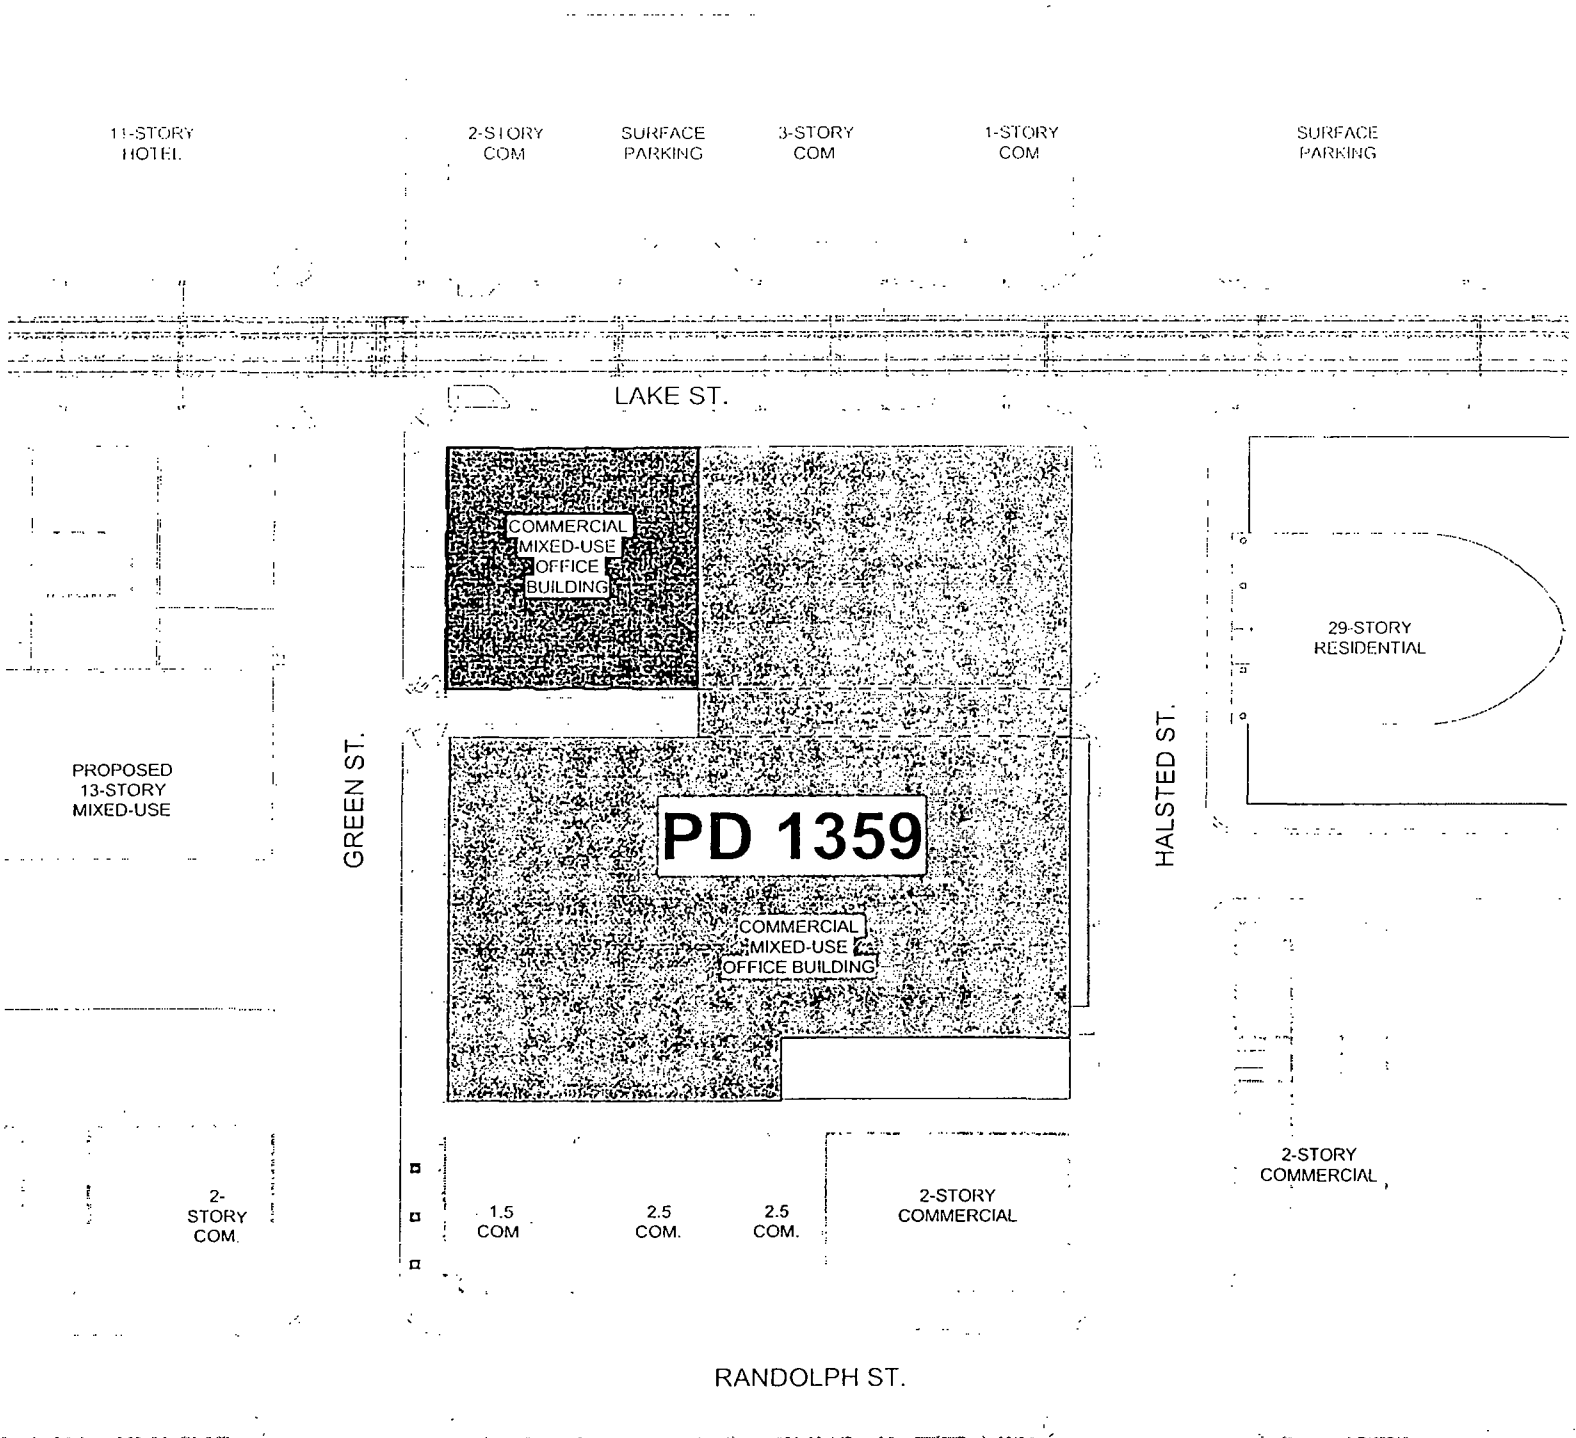 11-STORY
HOTEL
2-STORY
COM
SURFACE
PARKING
3-STORY
COM
1-STORY
COM
SURFACE
PARKING
LAKE ST.
COMMERCIAL
MIXED-USE
OFFICE
BUILDING
29-STORY
RESIDENTIAL
GREEN ST.
HALSTED ST.
PROPOSED
13-STORY
MIXED-USE
PD 1359
COMMERCIAL
MIXED-USE
OFFICE BUILDING
2-STORY
COMMERCIAL
2-
STORY
COM.
1.5
COM
2.5
COM.
2.5
COM.
2-STORY
COMMERCIAL
RANDOLPH ST.